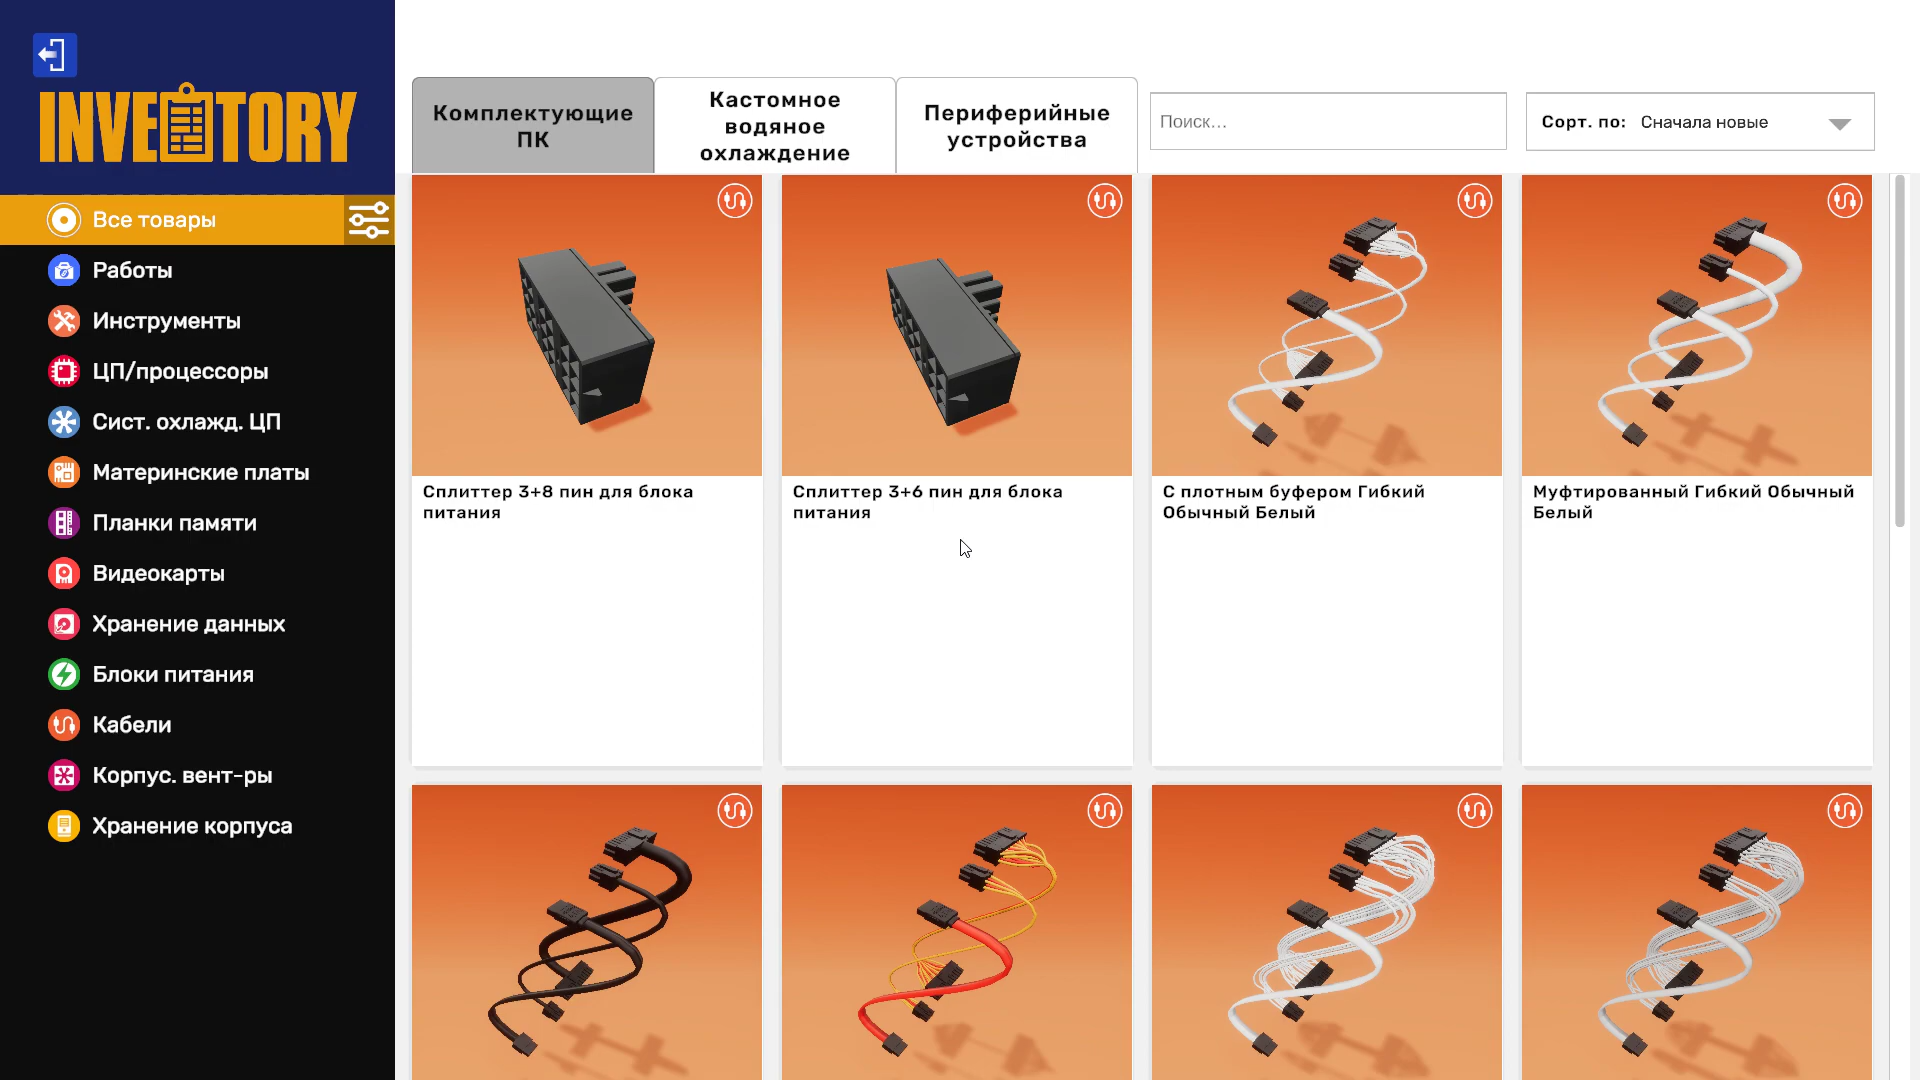 INVENTORY
Все товары
Работы
Инструменты
ЦП/процессоры
Сист. охлажд. ЦП
Материнские платы
Планки памяти
Видеокарты
Хранение данных
Блоки питания
Кабели
Корпус. вент-ры
Хранение корпуса
Комплектующие
ПК
Кастомное
водяное
охлаждение
Периферийные
устройства
Поиск...
Сорт. по: Сначала новые
Сплиттер 3+8 пин для блока
питания
Сплиттер 3+6 пин для блока
питания
С плотным буфером Гибкий
Обычный Белый
Муфтированный Гибкий Обычный
Белый